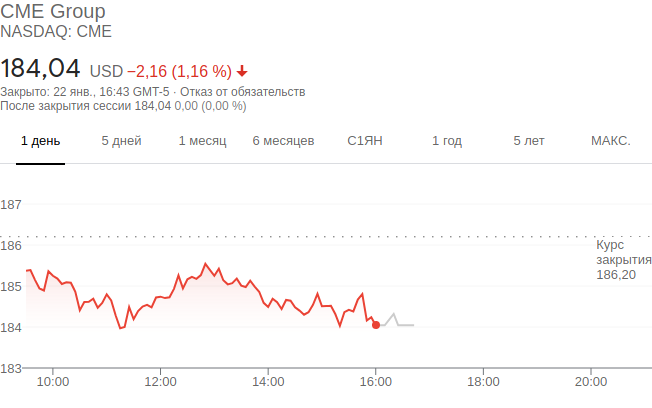 CME Group
NASDAQ: CME
184,04 USD −2,16 (1,16 %)
Закрыто: 22 янв., 16:43 GMT-5 · Отказ от обязательств
После закрытия сессии 184,04 0,00 (0,00 %)
1 день 5 дней 1 месяц 6 месяцев С1ЯН 1 год 5 лет МАКС.
187
186
Курс
закрытия
186,20
185
184
183
10:00 12:00 14:00 16:00 18:00 20:00